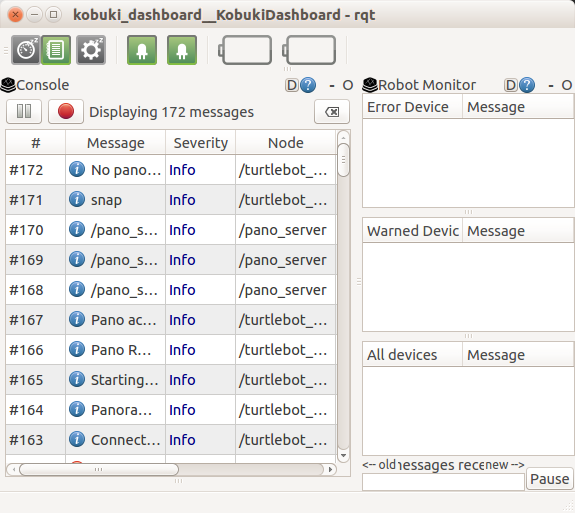 kobuki_dashboard__KobukiDashboard - rqt
Console D ? - O
Displaying 172 messages
# Message Severity Node
#172 No pano... Info /turtlebot_...
#171 snap Info /turtlebot_...
#170 /pano_s... Info /pano_server
#169 /pano_s... Info /pano_server
#168 /pano_s... Info /pano_server
#167 Pano ac... Info /turtlebot_...
#166 Pano R... Info /turtlebot_...
#165 Starting... Info /turtlebot_...
#164 Panora... Info /turtlebot_...
#163 Connect... Info /turtlebot_...
Robot Monitor D ? - O
Error Device Message
Warned Devic Message
All devices Message
<-- old essages rece new -->
Pause